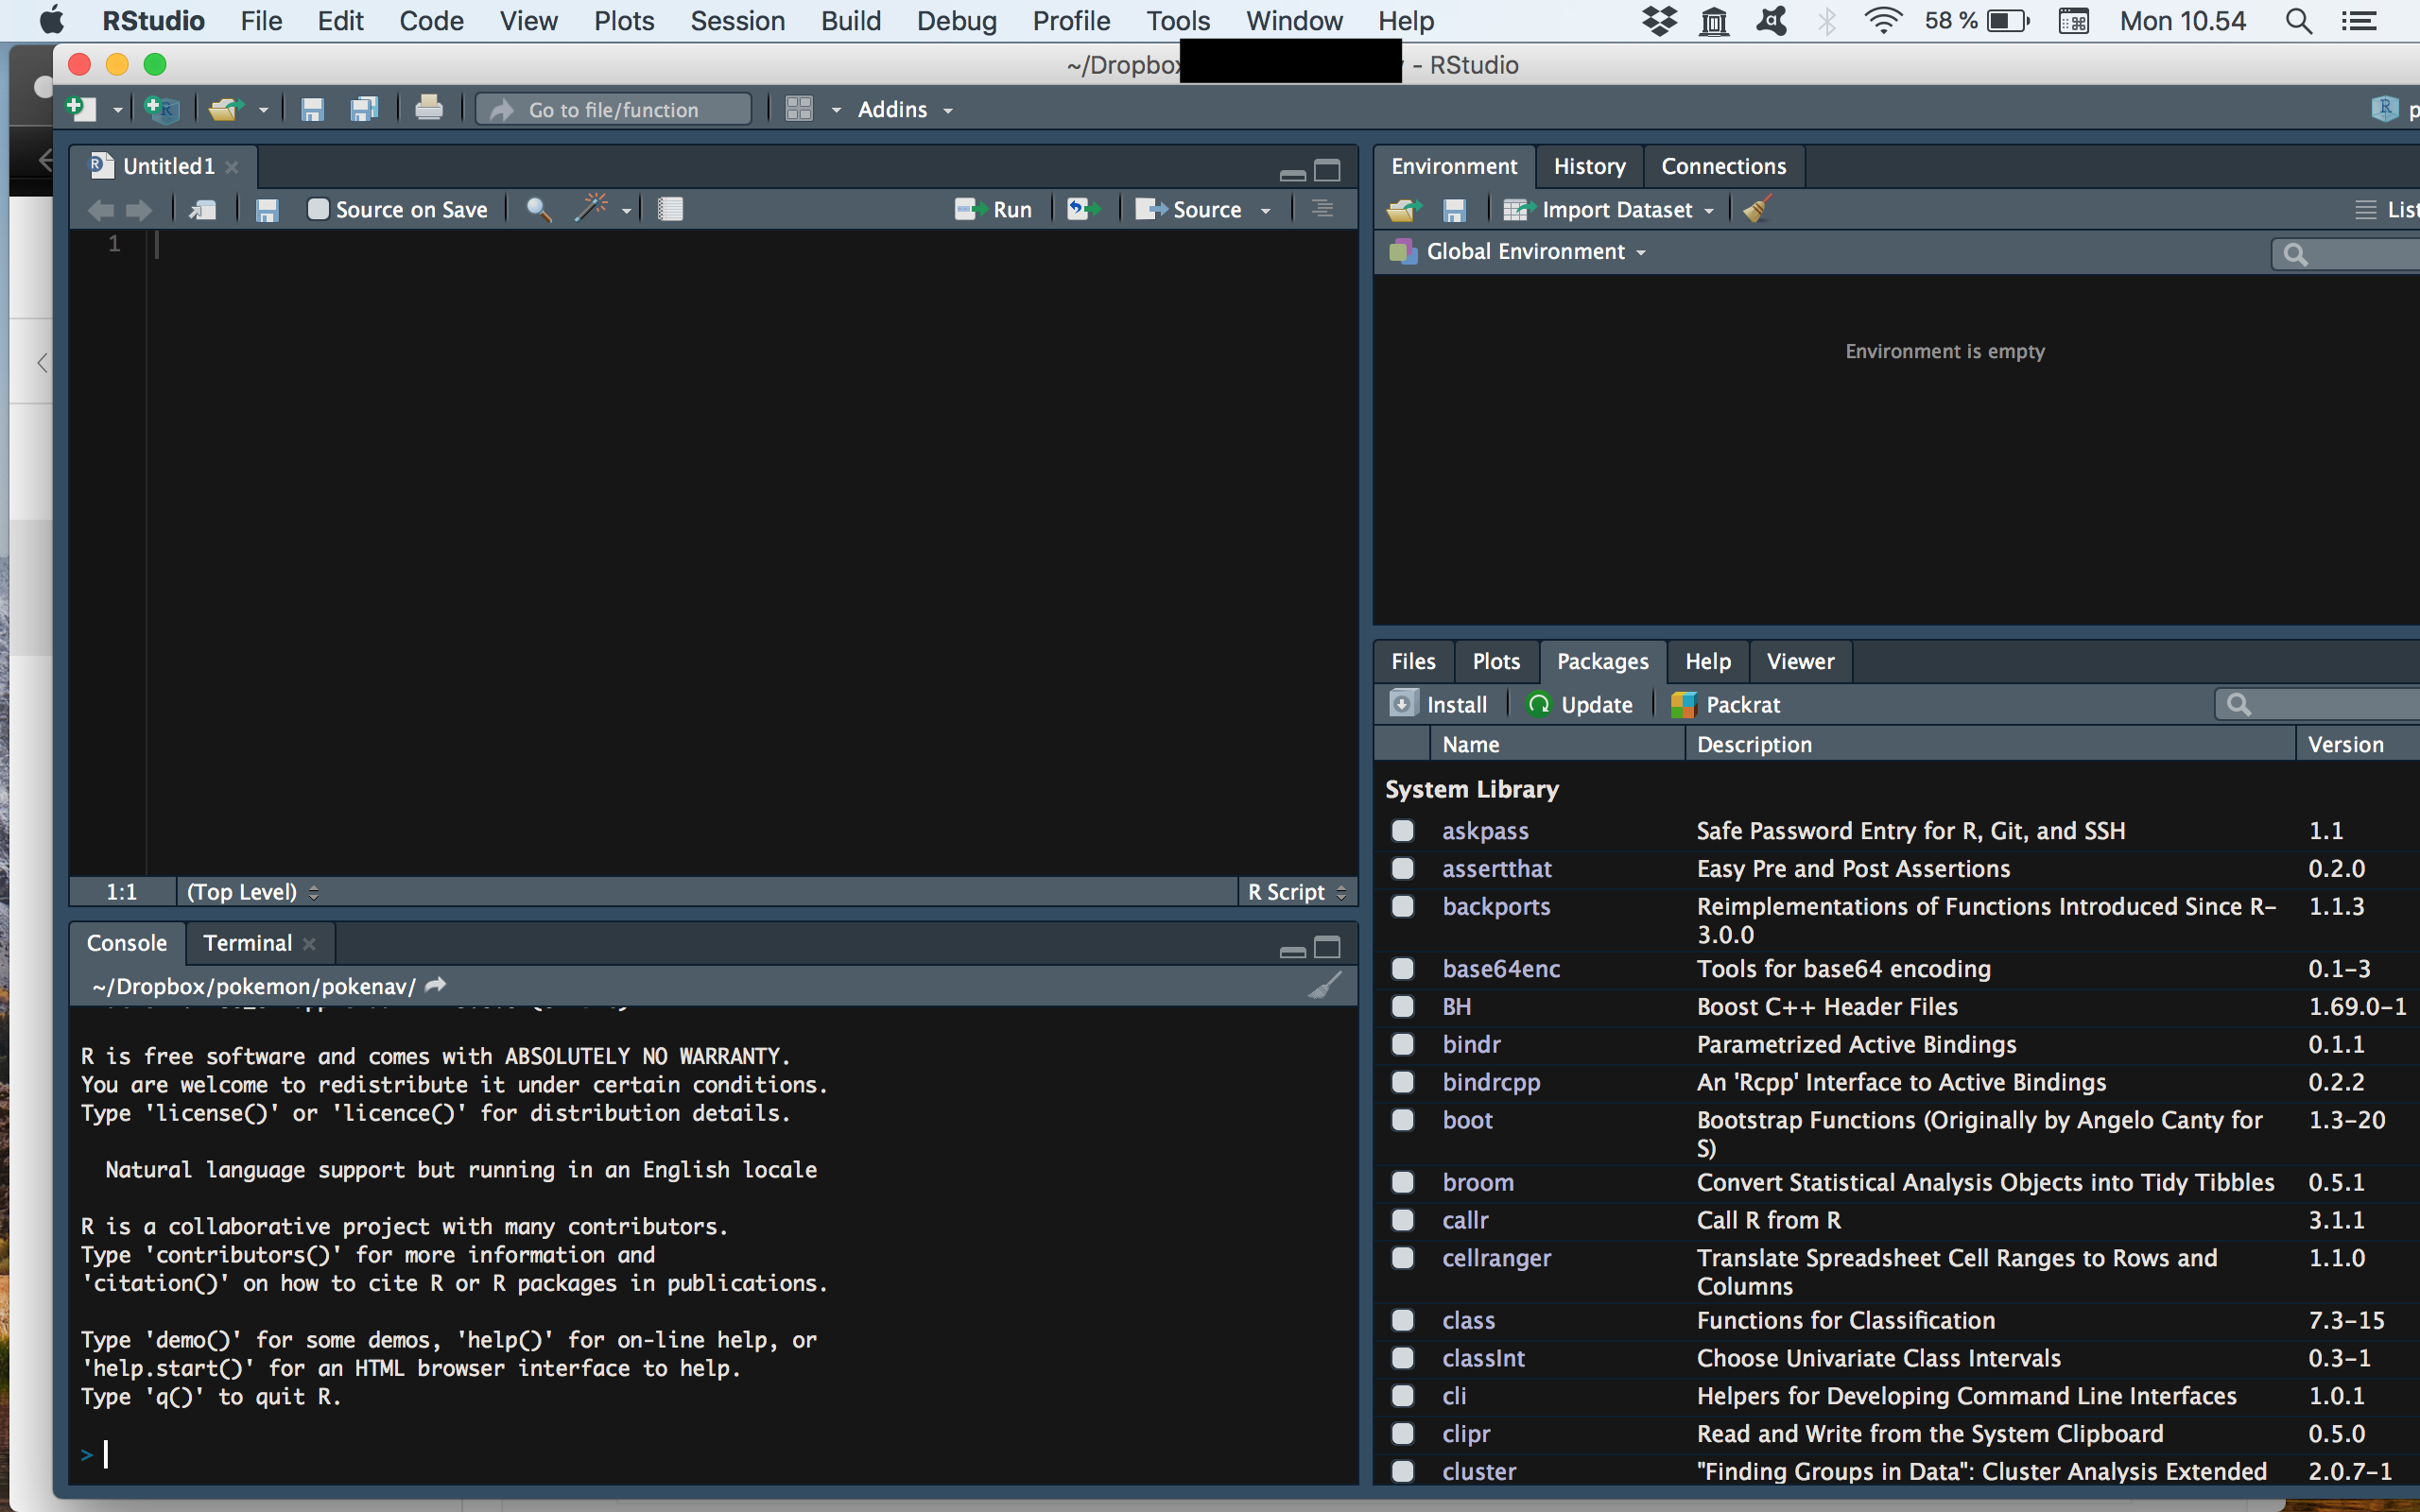 RStudio File Edit Code View Plots Session Build Debug Profile Tools Window Help 58 % Mon 10.54
~/Dropbox - RStudio
Go to file/function Addins
Untitled1
Source on Save Run Source
1
1:1 (Top Level) R Script
Console Terminal
~/Dropbox/pokemon/pokenav/
R is free software and comes with ABSOLUTELY NO WARRANTY.
You are welcome to redistribute it under certain conditions.
Type 'license()' or 'licence()' for distribution details.
Natural language support but running in an English locale
R is a collaborative project with many contributors.
Type 'contributors()' for more information and
'citation()' on how to cite R or R packages in publications.
Type 'demo()' for some demos, 'help()' for on-line help, or
'help.start()' for an HTML browser interface to help.
Type 'q()' to quit R.
>
Environment History Connections
Import Dataset
Global Environment
Environment is empty
Files Plots Packages Help Viewer
Install Update Packrat
Name Description Version
System Library
askpass Safe Password Entry for R, Git, and SSH 1.1
assertthat Easy Pre and Post Assertions 0.2.0
backports Reimplementations of Functions Introduced Since R- 1.1.3
3.0.0
base64enc Tools for base64 encoding 0.1-3
BH Boost C++ Header Files 1.69.0-1
bindr Parametrized Active Bindings 0.1.1
bindrcpp An 'Rcpp' Interface to Active Bindings 0.2.2
boot Bootstrap Functions (Originally by Angelo Canty for 1.3-20
S)
broom Convert Statistical Analysis Objects into Tidy Tibbles 0.5.1
callr Call R from R 3.1.1
cellranger Translate Spreadsheet Cell Ranges to Rows and 1.1.0
Columns
class Functions for Classification 7.3-15
classInt Choose Univariate Class Intervals 0.3-1
cli Helpers for Developing Command Line Interfaces 1.0.1
clipr Read and Write from the System Clipboard 0.5.0
cluster "Finding Groups in Data": Cluster Analysis Extended 2.0.7-1